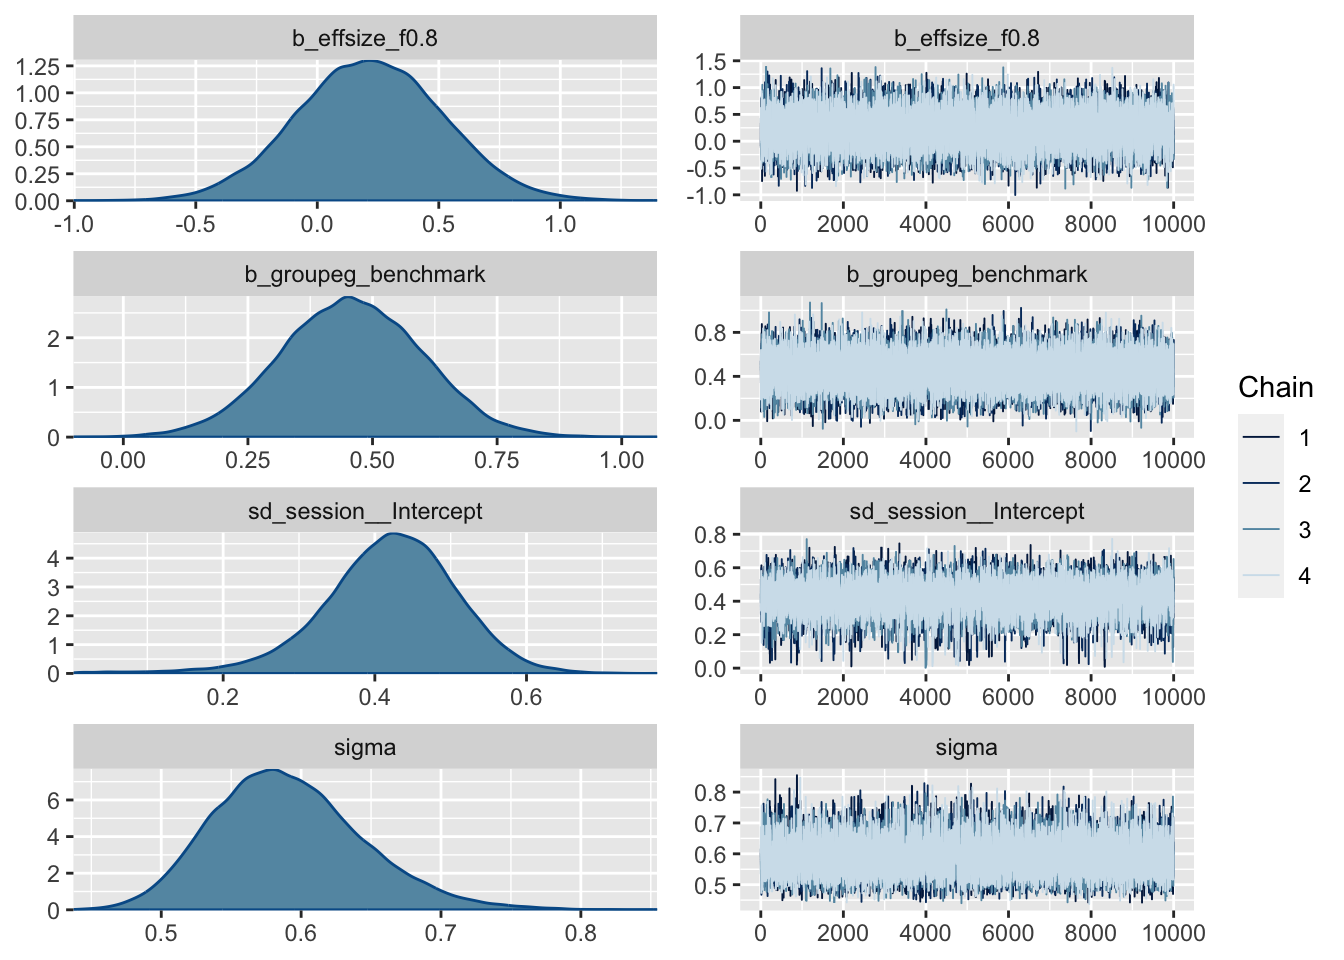 b_effsize_f0.8
1.25
1.00
0.75
0.50
0.25
0.00
-1.0 -0.5 0.0 0.5 1.0
b_effsize_f0.8
1.5
1.0
0.5
0.0
-0.5
-1.0
0 2000 4000 6000 8000 10000
b_groupeg_benchmark
2
1
0
0.00 0.25 0.50 0.75 1.00
b_groupeg_benchmark
0.8
0.4
0.0
0 2000 4000 6000 8000 10000
sd_session__Intercept
4
3
2
1
0
0.2 0.4 0.6
sd_session__Intercept
0.8
0.6
0.4
0.2
0.0
0 2000 4000 6000 8000 10000
sigma
6
4
2
0
0.5 0.6 0.7 0.8
sigma
0.8
0.7
0.6
0.5
0 2000 4000 6000 8000 10000
Chain
1
2
3
4